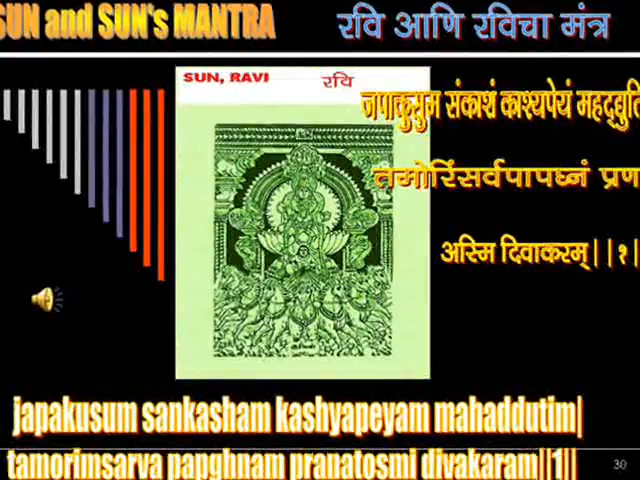 SUN and SUN's MANTRA
रवि आणि रविचा मंत्र
SUN, RAVI रवि
जपाकुसुम संकाशं काश्यपेयं महद्द्युति
तमोरिंसर्वपापघ्नं प्रण
अस्मि दिवाकरम्||१|
japakusum sankasham kashyapeyam mahaddutim|
tamorimsarva papghnam pranatosmi divakaram||1||
30